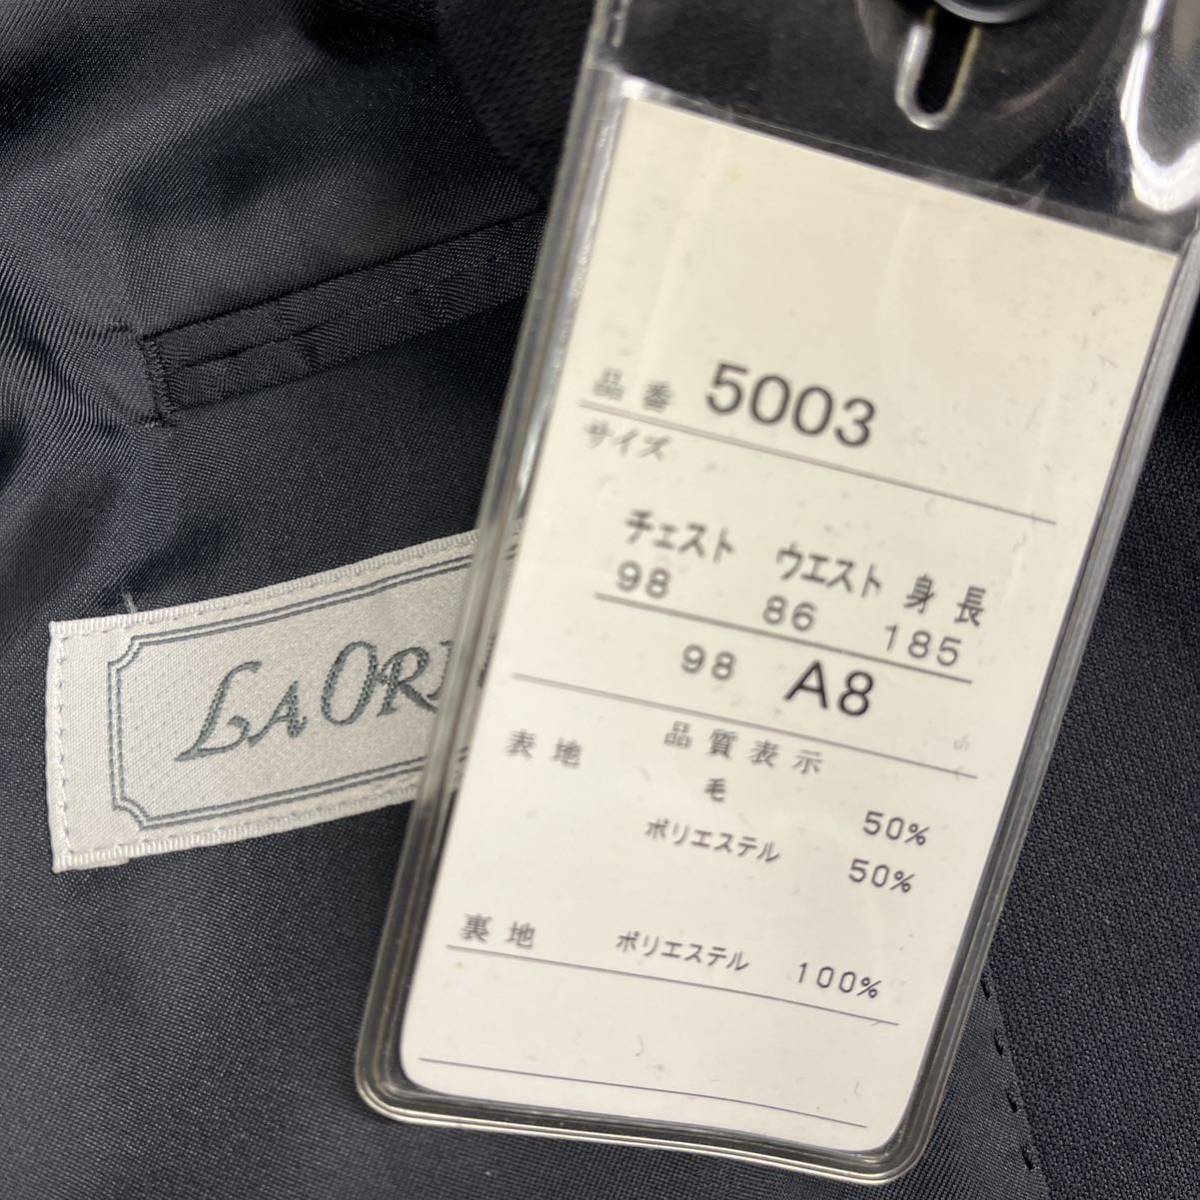 品番 5003
サイズ
チェスト ウエスト 身長
98 86 185
98 A8
品質表示
表地 毛 50%
ポリエステル 50%
裏地 ポリエステル 100%